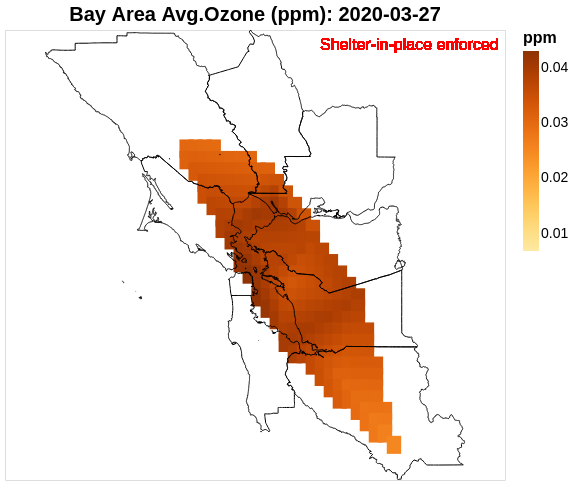 Bay Area Avg.Ozone (ppm): 2020-03-27
Shelter-in-place enforced
ppm
0.04
0.03
0.02
0.01